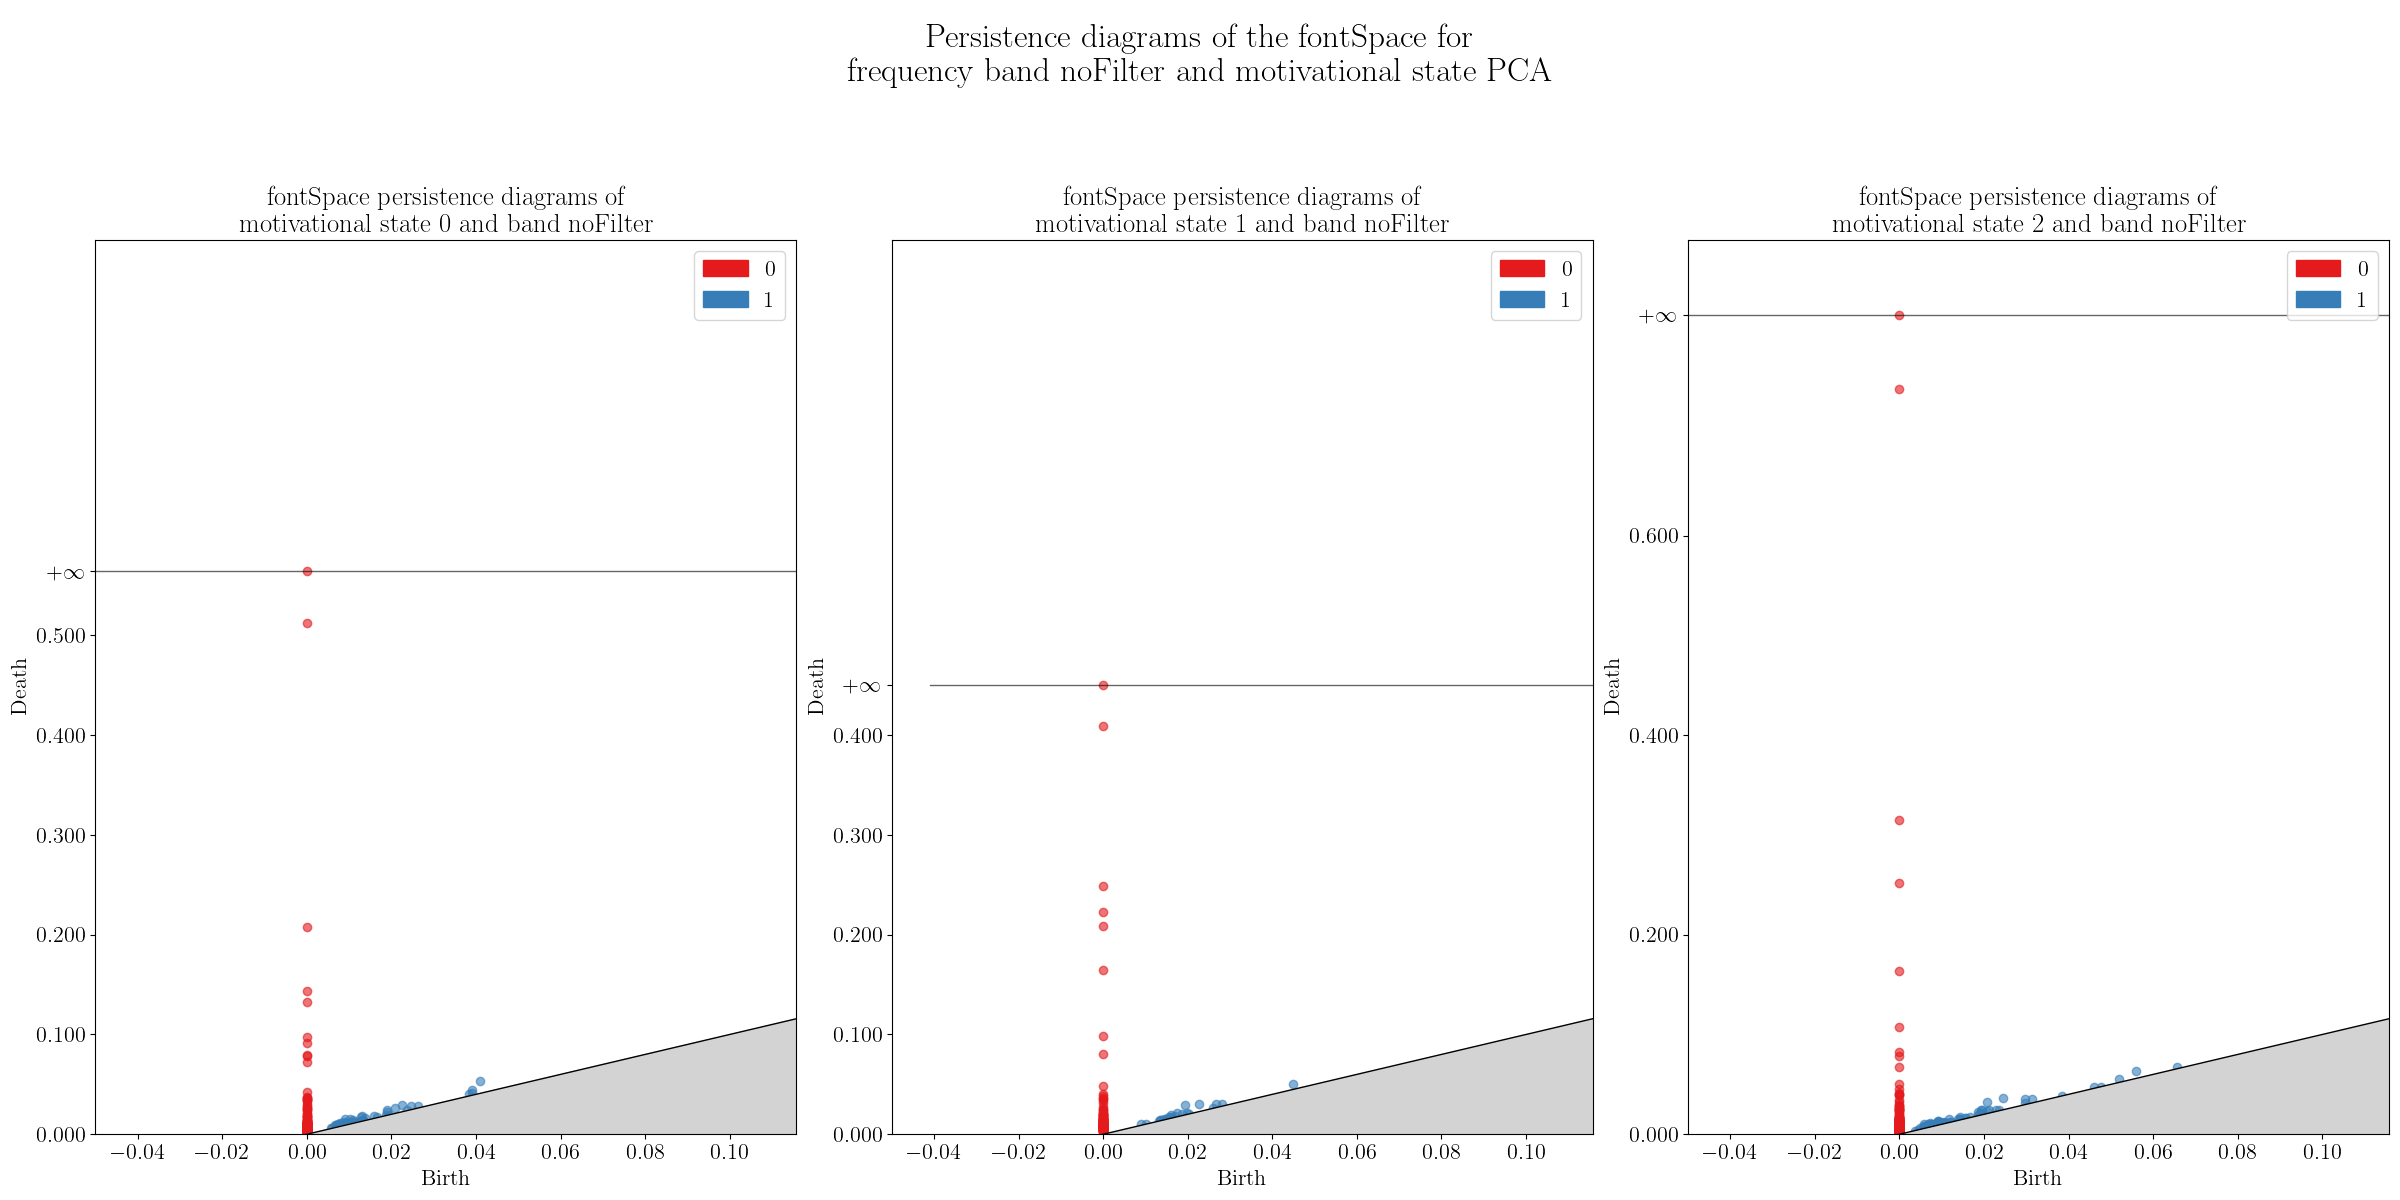 Persistence diagrams of the fontSpace for
frequency band noFilter and motivational state PCA
fontSpace persistence diagrams of
motivational state 0 and band noFilter
0
1
+∞
0.500
0.400
0.300
0.200
0.100
0.000
Death
−0.04 −0.02 0.00 0.02 0.04 0.06 0.08 0.10
Birth
fontSpace persistence diagrams of
motivational state 1 and band noFilter
0
1
+∞
0.400
0.300
0.200
0.100
0.000
Death
−0.04 −0.02 0.00 0.02 0.04 0.06 0.08 0.10
Birth
fontSpace persistence diagrams of
motivational state 2 and band noFilter
0
1
+∞
0.600
0.400
0.200
0.000
Death
−0.04 −0.02 0.00 0.02 0.04 0.06 0.08 0.10
Birth